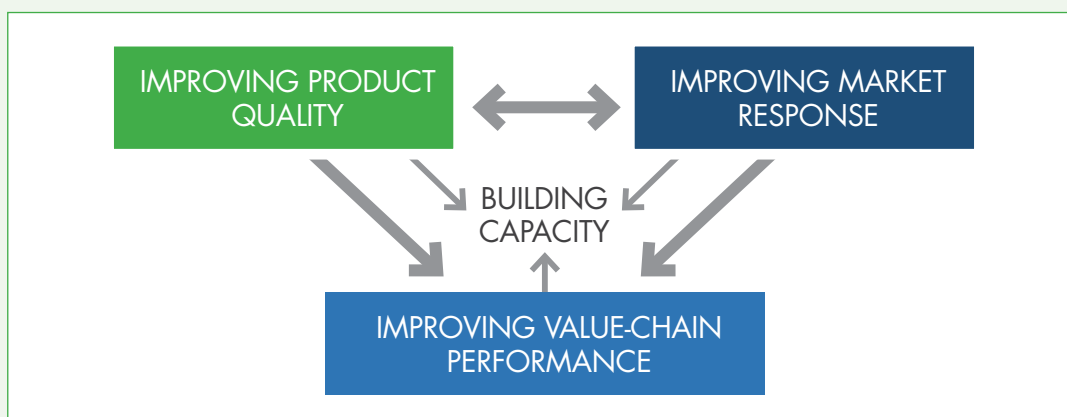 IMPROVING PRODUCT
QUALITY
IMPROVING MARKET
RESPONSE
BUILDING
CAPACITY
IMPROVING VALUE-CHAIN
PERFORMANCE